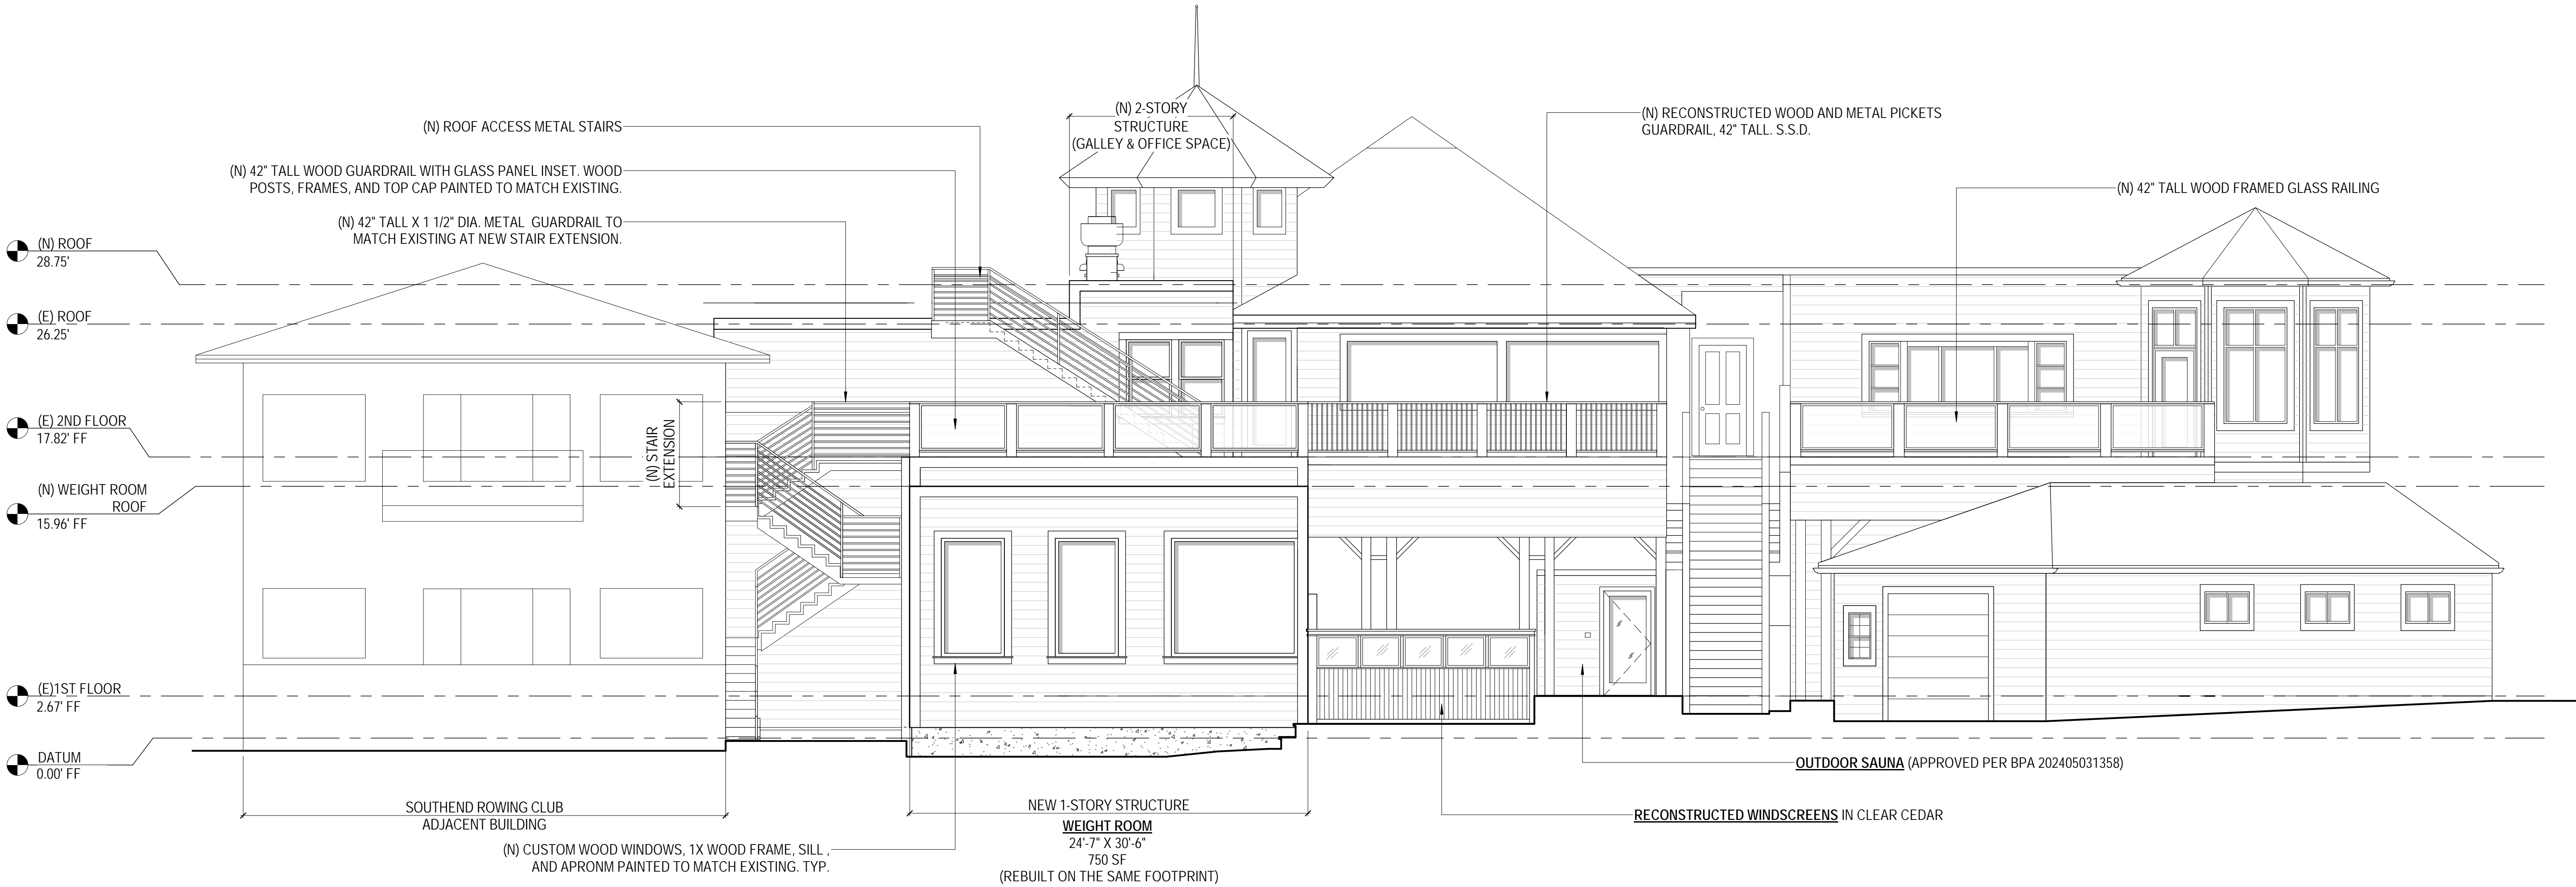 (N) 2-STORY
STRUCTURE
(GALLEY & OFFICE SPACE)
(N) ROOF ACCESS METAL STAIRS
(N) RECONSTRUCTED WOOD AND METAL PICKETS
GUARDRAIL, 42" TALL. S.S.D.
(N) 42" TALL WOOD GUARDRAIL WITH GLASS PANEL INSET. WOOD
POSTS, FRAMES, AND TOP CAP PAINTED TO MATCH EXISTING.
(N) 42" TALL WOOD FRAMED GLASS RAILING
(N) 42" TALL X 1 1/2" DIA. METAL GUARDRAIL TO
MATCH EXISTING AT NEW STAIR EXTENSION.
(N) ROOF
28.75'
(E) ROOF
26.25'
(E) 2ND FLOOR
17.82' FF
(N) STAIR
EXTENSION
(N) WEIGHT ROOM
ROOF
15.96' FF
(E)1ST FLOOR
2.67' FF
DATUM
0.00' FF
OUTDOOR SAUNA (APPROVED PER BPA 202405031358)
SOUTHEND ROWING CLUB
ADJACENT BUILDING
NEW 1-STORY STRUCTURE
WEIGHT ROOM
24'-7" X 30'-6"
750 SF
(REBUILT ON THE SAME FOOTPRINT)
RECONSTRUCTED WINDSCREENS IN CLEAR CEDAR
(N) CUSTOM WOOD WINDOWS, 1X WOOD FRAME, SILL ,
AND APRONM PAINTED TO MATCH EXISTING. TYP.